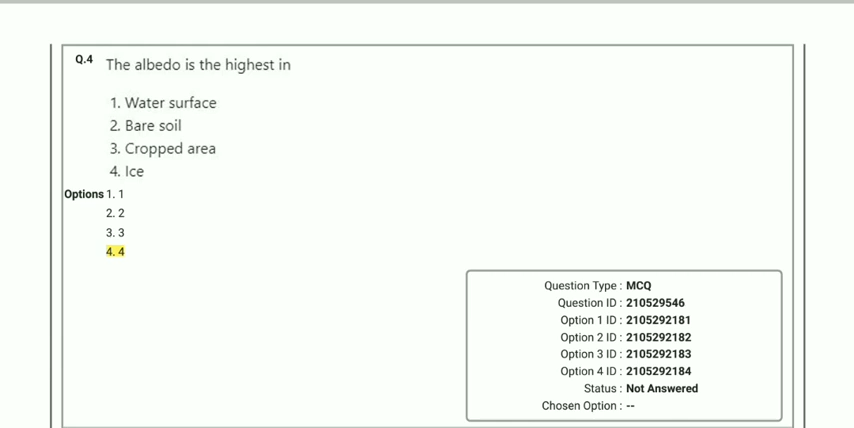 Q.4 The albedo is the highest in
1. Water surface
2. Bare soil
3. Cropped area
4. Ice
Options 1. 1
2. 2
3. 3
4. 4
Question Type : MCQ
Question ID : 210529546
Option 1 ID : 2105292181
Option 2 ID : 2105292182
Option 3 ID : 2105292183
Option 4 ID : 2105292184
Status : Not Answered
Chosen Option : --